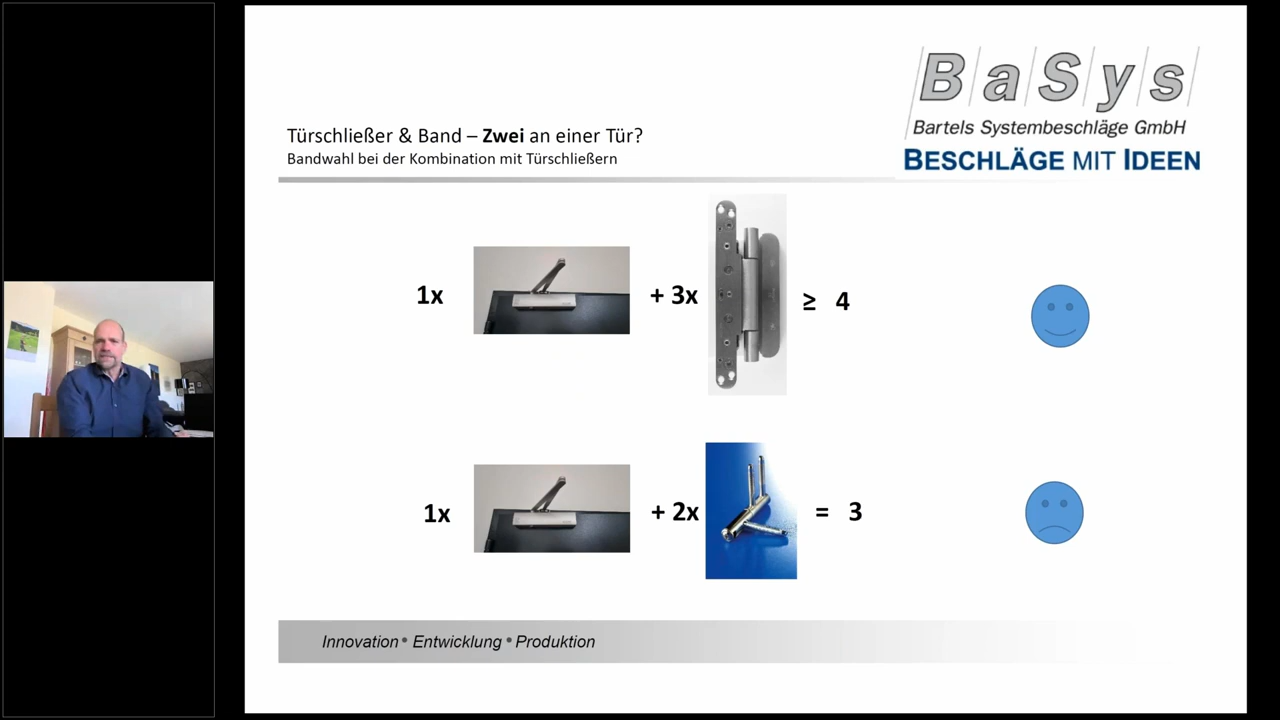 BaSys
Bartels Systembeschläge GmbH
BESCHLÄGE MIT IDEEN
Türschließer & Band – Zwei an einer Tür?
Bandwahl bei der Kombination mit Türschließern
1x + 3x ≥ 4
1x + 2x = 3
Innovation • Entwicklung • Produktion